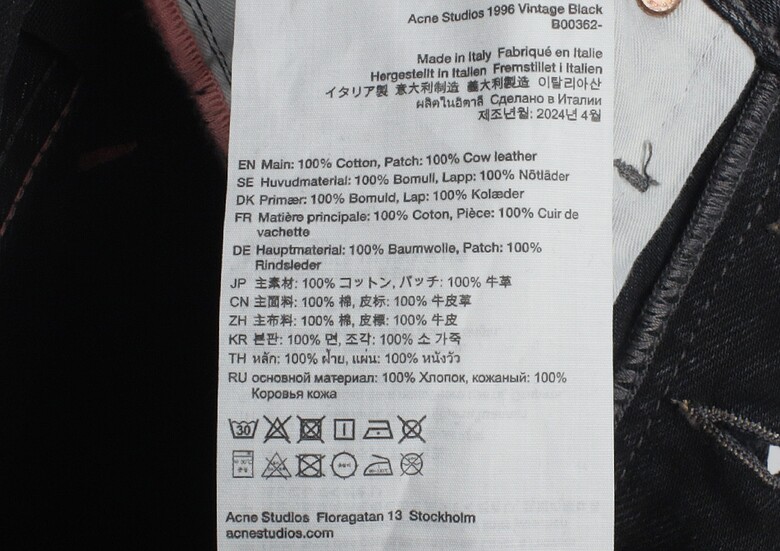 Acne Studios 1996 Vintage Black
B00362-
Made in Italy Fabriqué en Italie
Hergestellt in Italien Fremstillet i Italien
イタリア製 意大利制造 義大利製造 이탈리아산
ผลิตในอิตาลี Сделано в Италии
제조년월: 2024년 4월
EN Main: 100% Cotton, Patch: 100% Cow leather
SE Huvudmaterial: 100% Bomull, Lapp: 100% Nötläder
DK Primær: 100% Bomuld, Lap: 100% Kolæder
FR Matière principale: 100% Coton, Pièce: 100% Cuir de
vachette
DE Hauptmaterial: 100% Baumwolle, Patch: 100%
Rindsleder
JP 主素材: 100% コットン, パッチ: 100% 牛革
CN 主面料: 100% 棉, 皮标: 100% 牛皮革
ZH 主布料: 100% 棉, 皮標: 100% 牛皮
KR 본판: 100% 면, 조각: 100% 소 가죽
TH หลัก: 100% ฝ้าย, แผ่น: 100% หนังวัว
RU основной материал: 100% Хлопок, кожаный: 100%
Коровья кожа
30
Acne Studios Floragatan 13 Stockholm
acnestudios.com